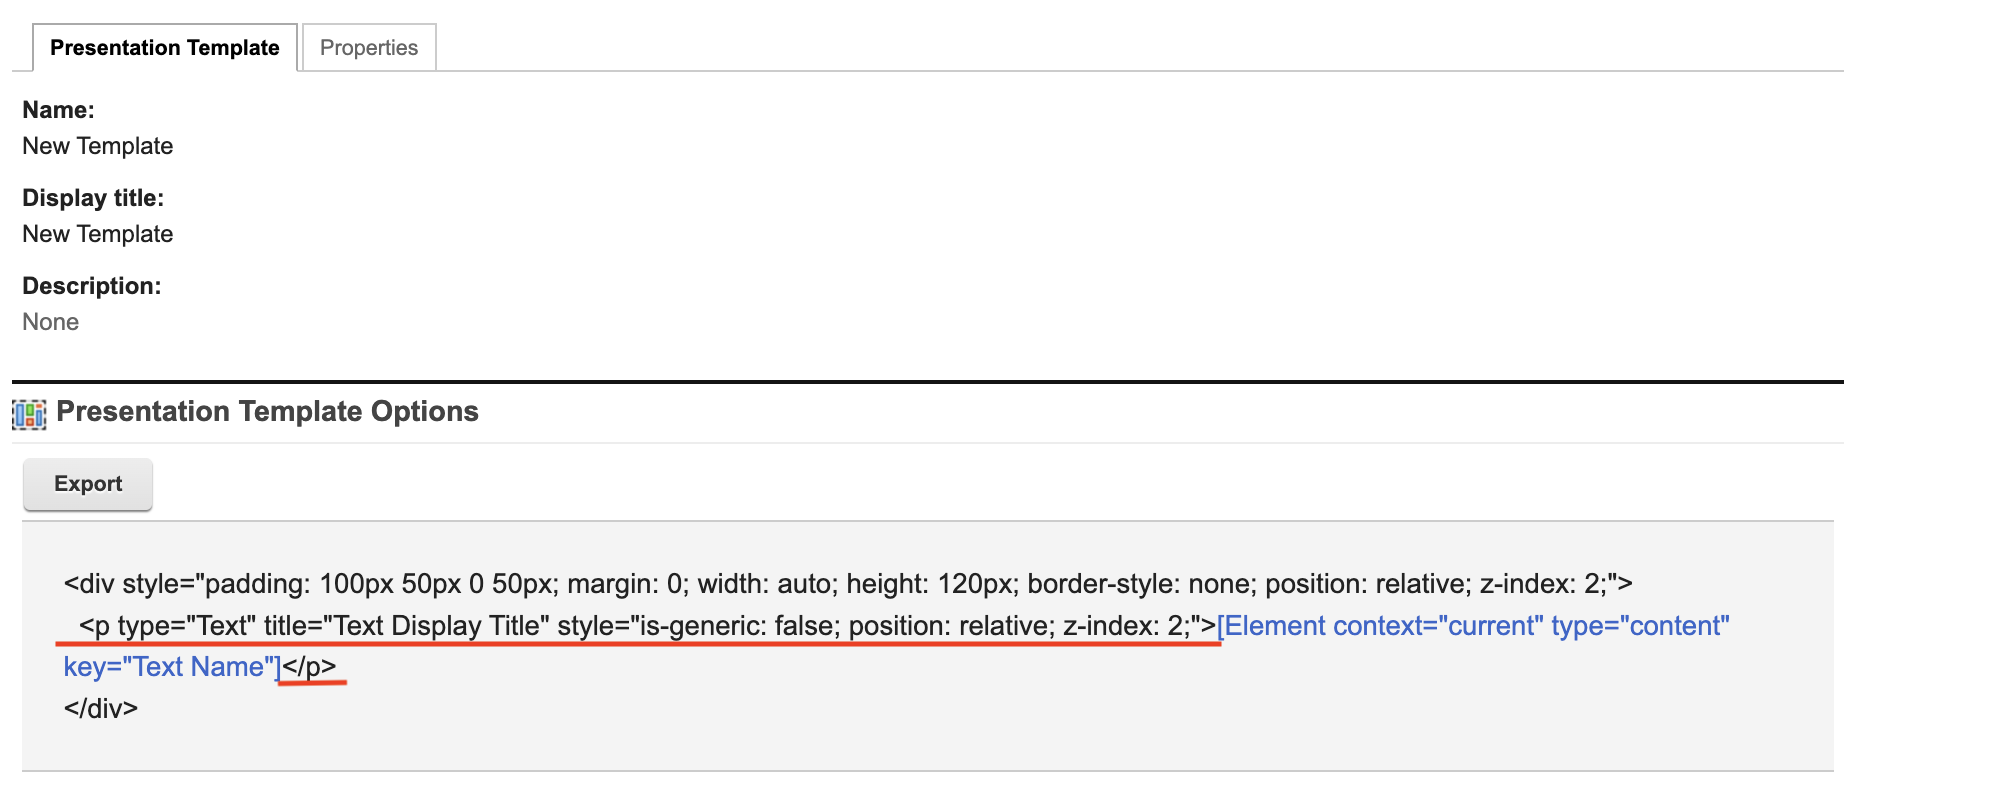 Presentation Template Properties
Name:
New Template
Display title:
New Template
Description:
None
Presentation Template Options
Export
<div style="padding: 100px 50px 0 50px; margin: 0; width: auto; height: 120px; border-style: none; position: relative; z-index: 2;">
<p type="Text" title="Text Display Title" style="is-generic: false; position: relative; z-index: 2;">[Element context="current" type="content"
key="Text Name"]</p>
</div>